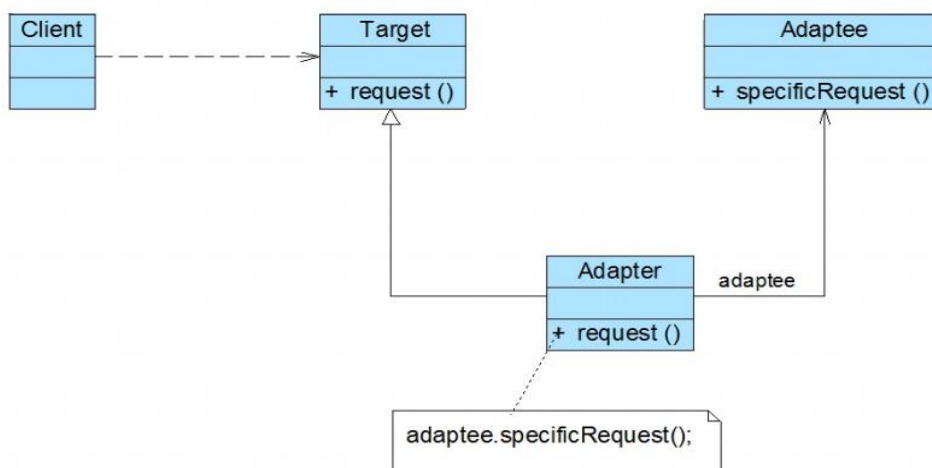 Client
Target
+ request ()
Adaptee
+ specificRequest ()
Adapter
+ request ()
adaptee
adaptee.specificRequest();